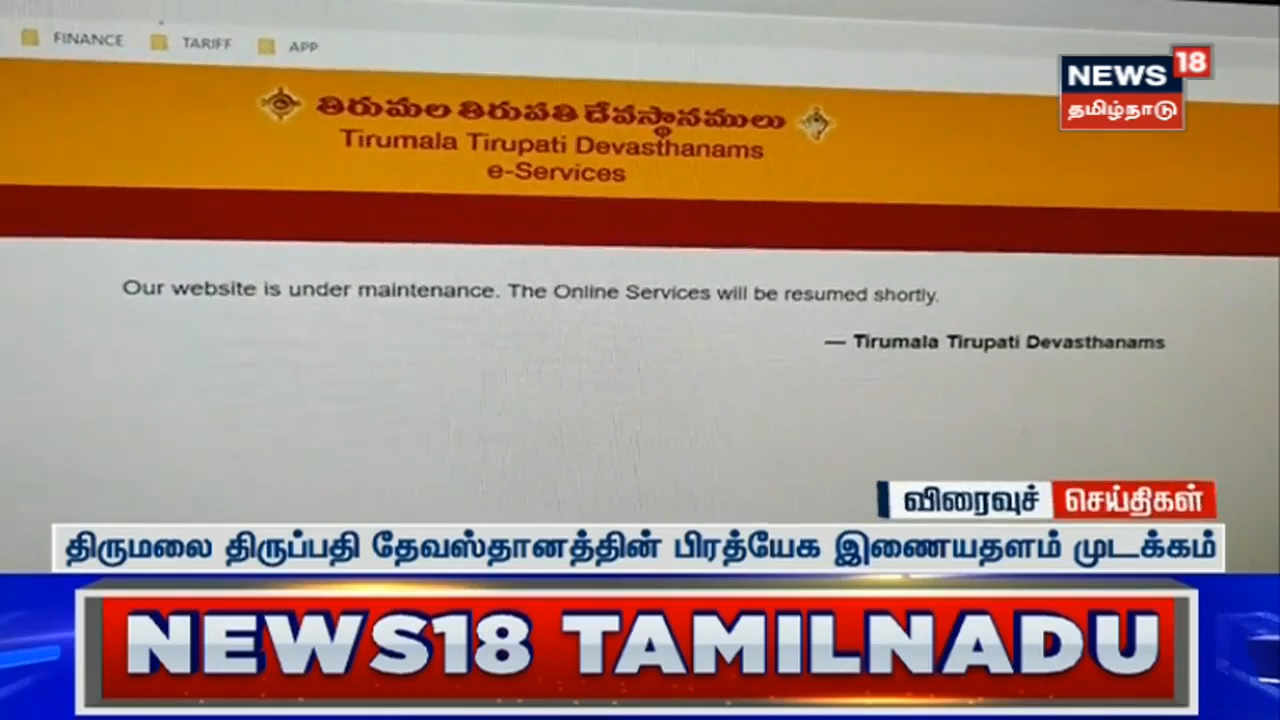 FINANCE TARIFF APP
NEWS 18
தமிழ்நாடு
తిరుమల తిరుపతి దేవస్థానములు
Tirumala Tirupati Devasthanams
e-Services
Our website is under maintenance. The Online Services will be resumed shortly.
— Tirumala Tirupati Devasthanams
விரைவுச் செய்திகள்
திருமலை திருப்பதி தேவஸ்தானத்தின் பிரத்யேக இணையதளம் முடக்கம்
NEWS18 TAMILNADU